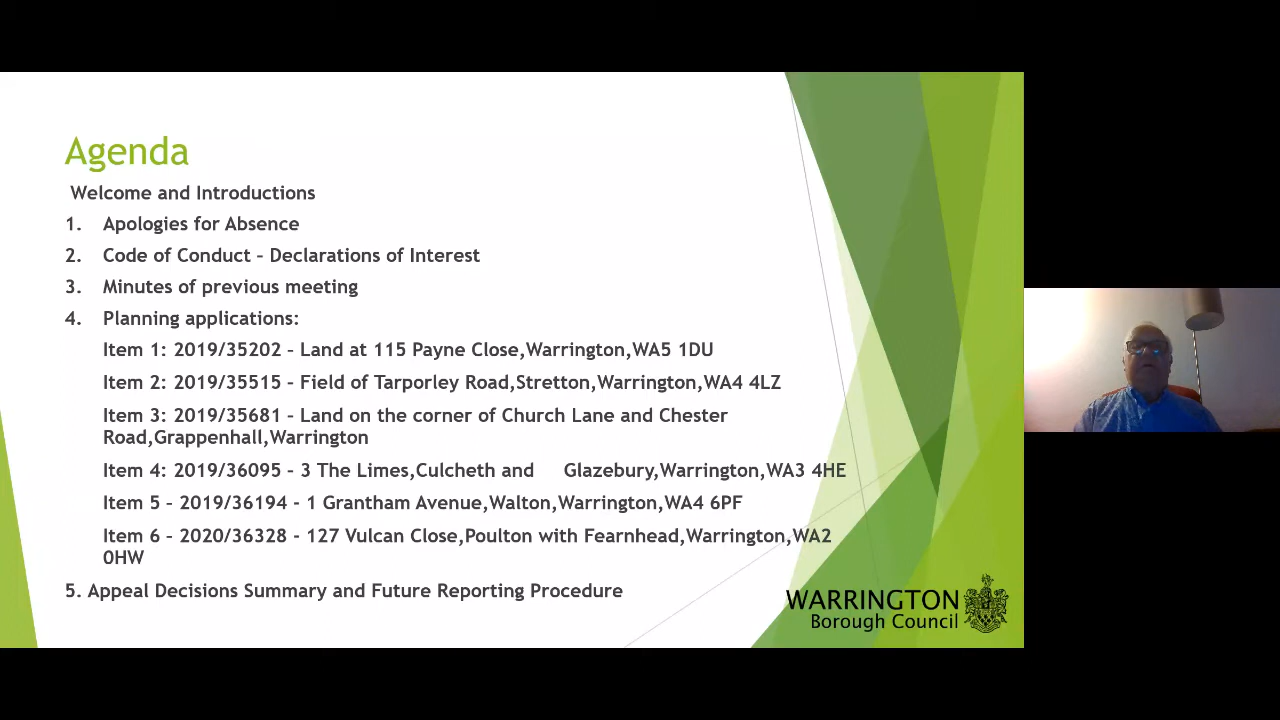 Agenda
Welcome and Introductions
1. Apologies for Absence
2. Code of Conduct – Declarations of Interest
3. Minutes of previous meeting
4. Planning applications:
Item 1: 2019/35202 – Land at 115 Payne Close,Warrington,WA5 1DU
Item 2: 2019/35515 – Field of Tarporley Road,Stretton,Warrington,WA4 4LZ
Item 3: 2019/35681 – Land on the corner of Church Lane and Chester
Road,Grappenhall,Warrington
Item 4: 2019/36095 – 3 The Limes,Culcheth and Glazebury,Warrington,WA3 4HE
Item 5 – 2019/36194 - 1 Grantham Avenue,Walton,Warrington,WA4 6PF
Item 6 – 2020/36328 - 127 Vulcan Close,Poulton with Fearnhead,Warrington,WA2
0HW
5. Appeal Decisions Summary and Future Reporting Procedure
WARRINGTON
Borough Council